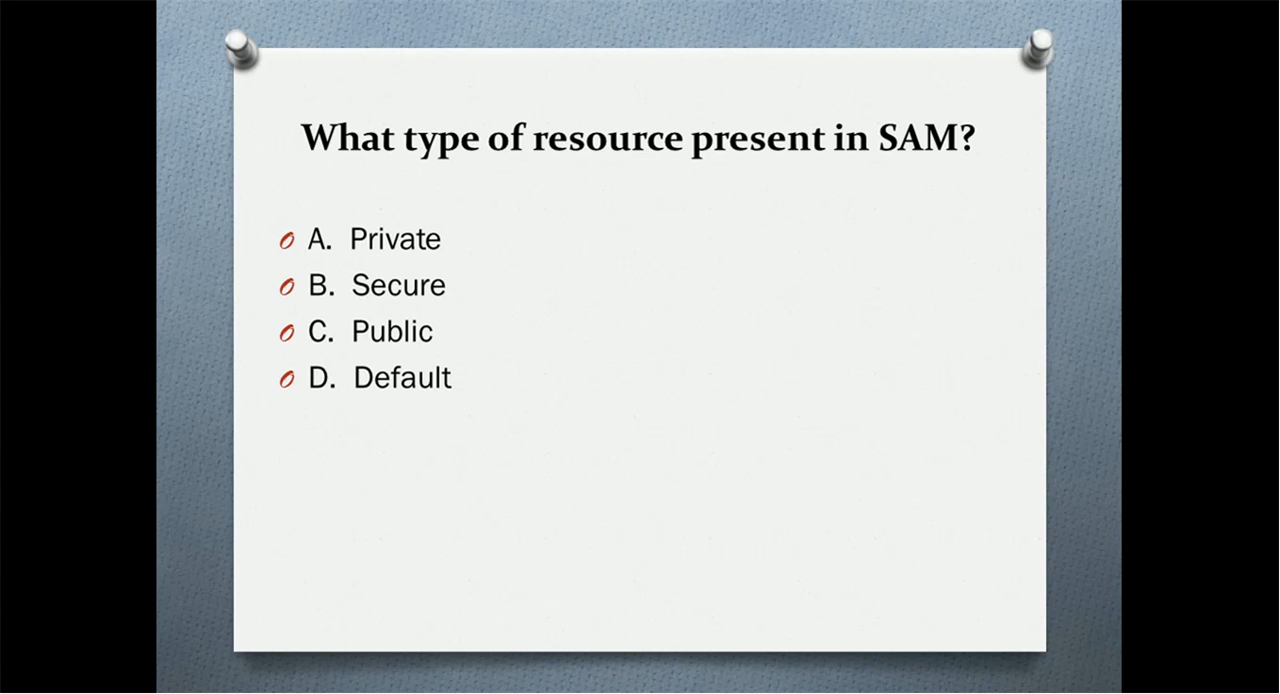 What type of resource present in SAM?
A. Private
B. Secure
C. Public
D. Default